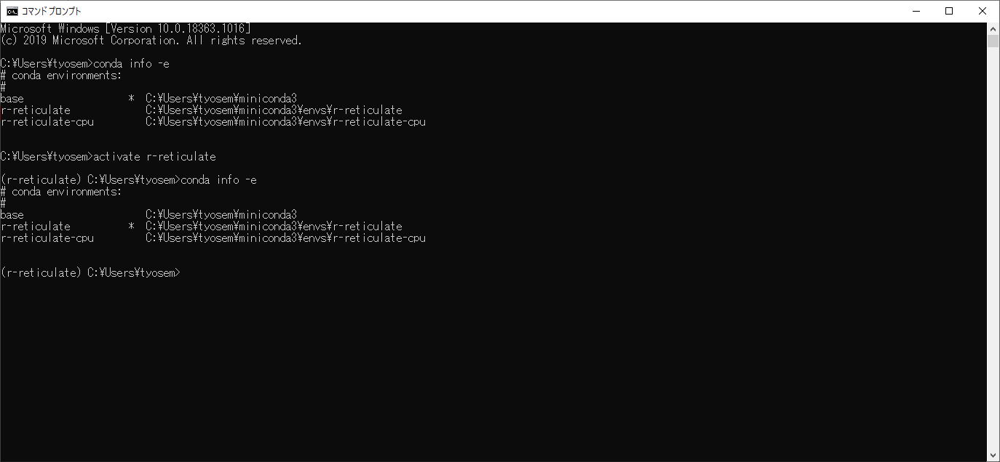 コマンドプロンプト
Microsoft Windows [Version 10.0.18363.1016]
(c) 2019 Microsoft Corporation. All rights reserved.
C:¥Users¥tyosem>conda info -e
# conda environments:
#
base                  *  C:¥Users¥tyosem¥miniconda3
r-reticulate             C:¥Users¥tyosem¥miniconda3¥envs¥r-reticulate
r-reticulate-cpu         C:¥Users¥tyosem¥miniconda3¥envs¥r-reticulate-cpu
C:¥Users¥tyosem>activate r-reticulate
(r-reticulate) C:¥Users¥tyosem>conda info -e
# conda environments:
#
base                     C:¥Users¥tyosem¥miniconda3
r-reticulate          *  C:¥Users¥tyosem¥miniconda3¥envs¥r-reticulate
r-reticulate-cpu         C:¥Users¥tyosem¥miniconda3¥envs¥r-reticulate-cpu
(r-reticulate) C:¥Users¥tyosem>